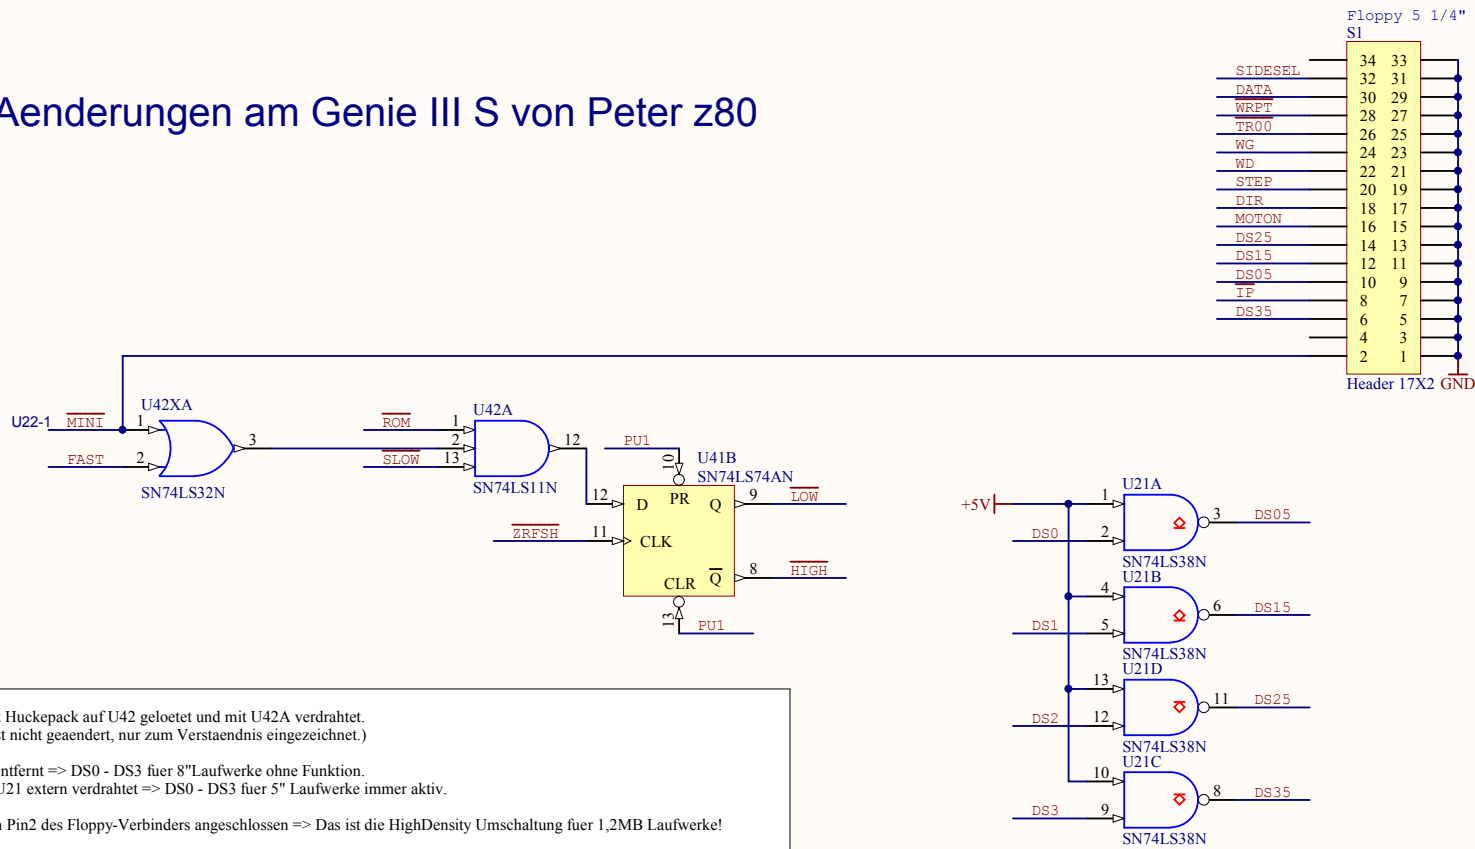 Floppy 5 1/4"
S1
Aenderungen am Genie III S von Peter z80
34 33
SIDESEL 32 31
DATA 30 29
WRPT 28 27
TR00 26 25
WG 24 23
WD 22 21
STEP 20 19
DIR 18 17
MOTON 16 15
DS25 14 13
DS15 12 11
DS05 10 9
IP 8 7
DS35 6 5
4 3
2 1
Header 17X2 GND
U42XA
U22-1 MINI 1
3
FAST 2
SN74LS32N
U42A
ROM 1
2
SLOW 13
12
SN74LS11N
PU1
10
U41B
SN74LS74AN
12 D PR Q 9 LOW
ZRFSH 11 CLK
CLR Q 8 HIGH
13
PU1
U21A
+5V 1
3 DS05
DS0 2
SN74LS38N
U21B
4
6 DS15
DS1 5
SN74LS38N
U21D
13
11 DS25
DS2 12
SN74LS38N
U21C
10
8 DS35
DS3 9
SN74LS38N
Huckepack auf U42 geloetet und mit U42A verdrahtet.
nicht geaendert, nur zum Verstaendnis eingezeichnet.)
ntfernt => DS0 - DS3 fuer 8"Laufwerke ohne Funktion.
U21 extern verdrahtet => DS0 - DS3 fuer 5" Laufwerke immer aktiv.
Pin2 des Floppy-Verbinders angeschlossen => Das ist die HighDensity Umschaltung fuer 1,2MB Laufwerke!